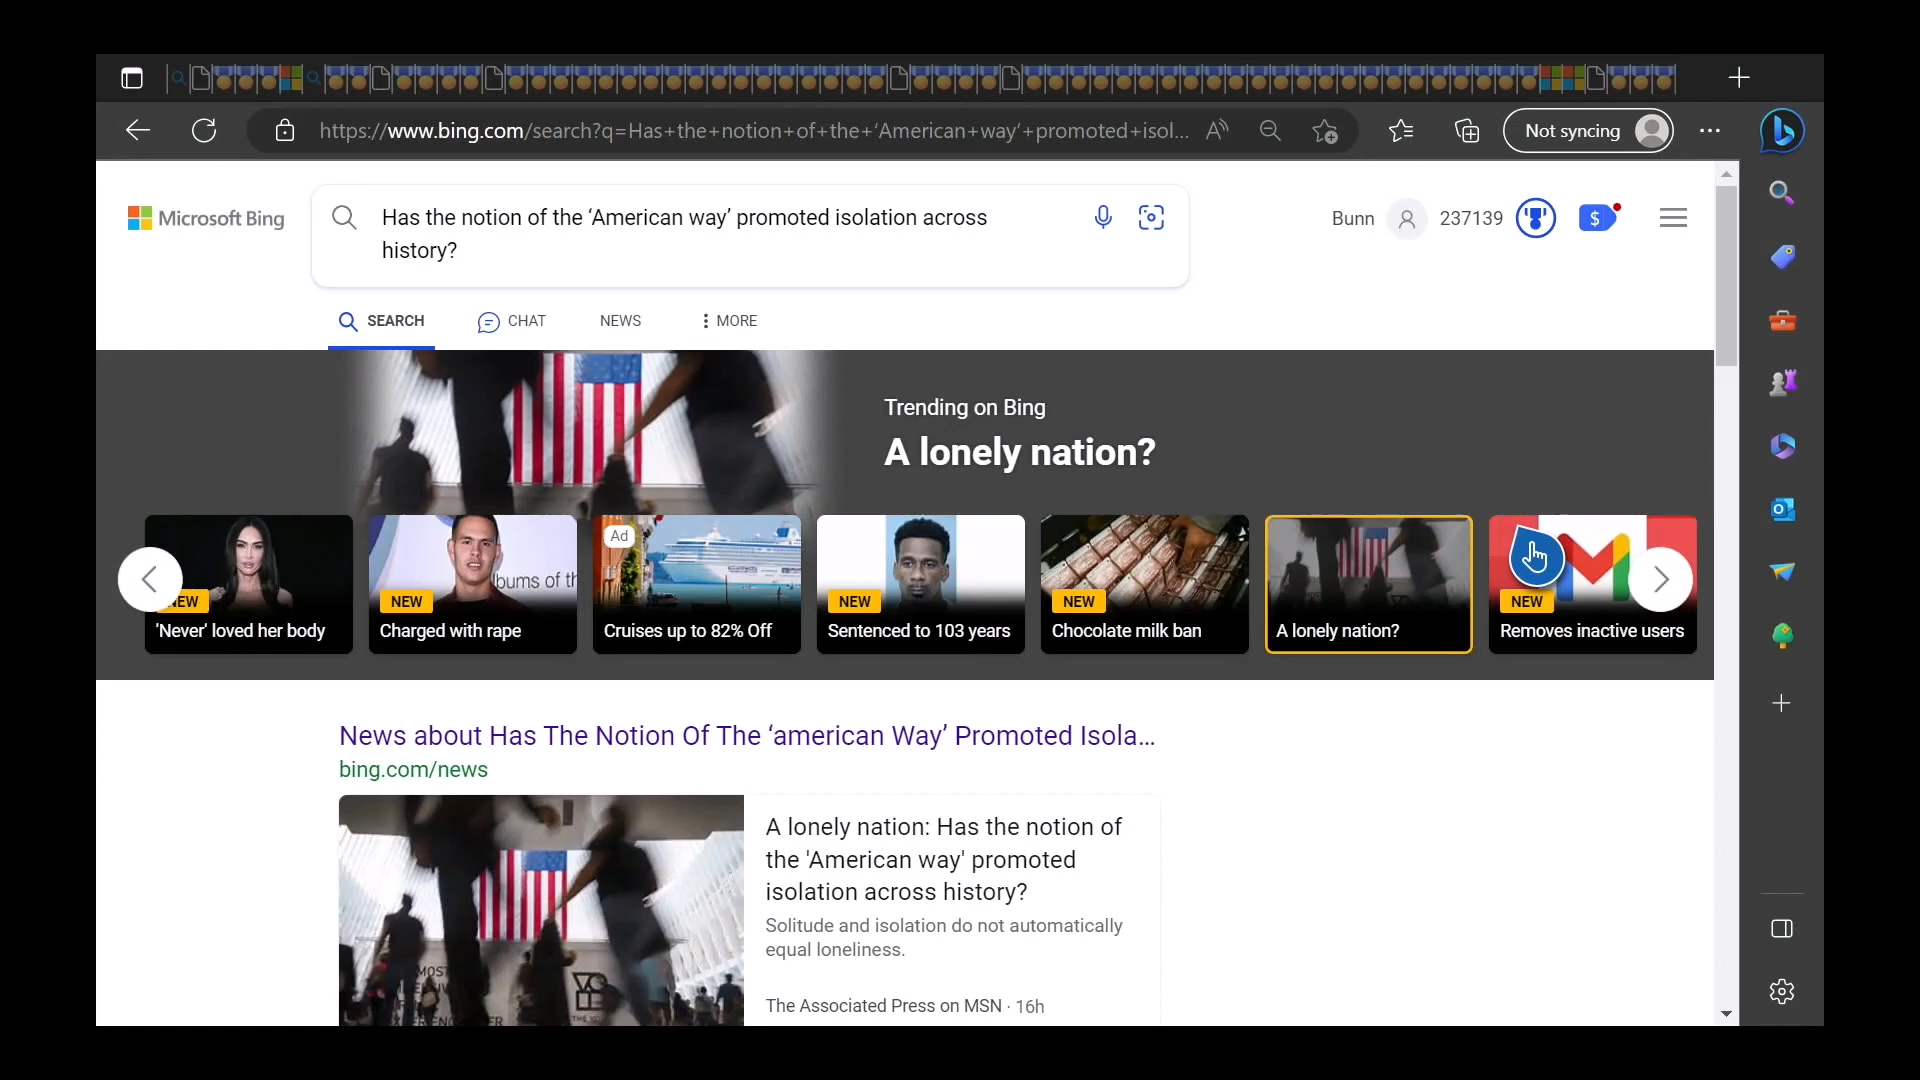 https://www.bing.com/search?q=Has+the+notion+of+the+‘American+way’+promoted+isol...
Not syncing
Microsoft Bing
Has the notion of the ‘American way’ promoted isolation across
history?
Bunn
237139
SEARCH
CHAT
NEWS
MORE
Trending on Bing
A lonely nation?
NEW
'Never' loved her body
bums of th
NEW
Charged with rape
Ad
Cruises up to 82% Off
NEW
Sentenced to 103 years
NEW
Chocolate milk ban
A lonely nation?
NEW
Removes inactive users
News about Has The Notion Of The ‘american Way’ Promoted Isola...
bing.com/news
A lonely nation: Has the notion of
the 'American way' promoted
isolation across history?
Solitude and isolation do not automatically
equal loneliness.
The Associated Press on MSN · 16h